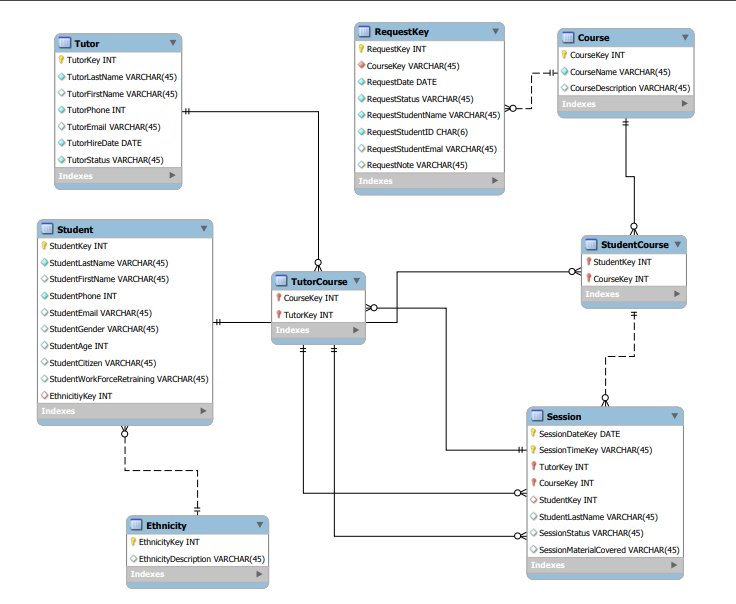 Tutor
TutorKey INT
TutorLastName VARCHAR(45)
TutorFirstName VARCHAR(45)
TutorPhone INT
TutorEmail VARCHAR(45)
TutorHireDate DATE
TutorStatus VARCHAR(45)
Indexes
RequestKey
RequestKey INT
CourseKey VARCHAR(45)
RequestDate DATE
RequestStatus VARCHAR(45)
RequestStudentName VARCHAR(45)
RequestStudentID CHAR(6)
RequestStudentEmal VARCHAR(45)
RequestNote VARCHAR(45)
Indexes
Course
CourseKey INT
CourseName VARCHAR(45)
CourseDescription VARCHAR(45)
Indexes
Student
StudentKey INT
StudentLastName VARCHAR(45)
StudentFirstName VARCHAR(45)
StudentPhone INT
StudentEmail VARCHAR(45)
StudentGender VARCHAR(45)
StudentAge INT
StudentCitizen VARCHAR(45)
StudentWorkForceRetraining VARCHAR(45)
EhtnicitiyKey INT
Indexes
TutorCourse
CourseKey INT
TutorKey INT
Indexes
StudentCourse
StudentKey INT
CourseKey INT
Indexes
Session
SessionDateKey DATE
SessionTimeKey VARCHAR(45)
TutorKey INT
CourseKey INT
StudentKey INT
StudentLastName VARCHAR(45)
SessionStatus VARCHAR(45)
SessionMaterialCovered VARCHAR(45)
Indexes
Ethnicity
EhtnicityKey INT
EhtnicityDescription VARCHAR(45)
Indexes